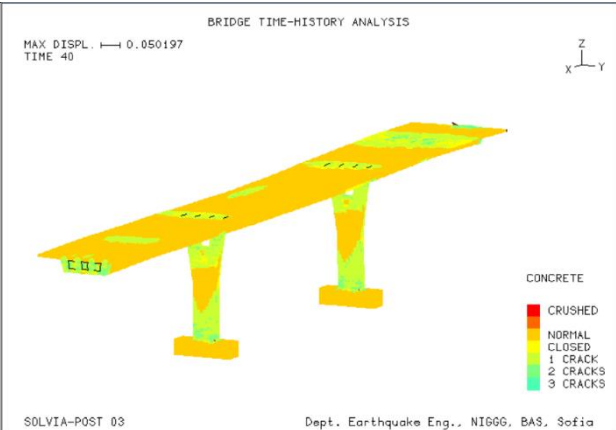 BRIDGE TIME-HISTORY ANALYSIS
MAX DISPL. 0.050197
TIME 40
Z
X Y
CONCRETE
CRUSHED
NORMAL
CLOSED
1 CRACK
2 CRACKS
3 CRACKS
SOLVIA-POST 03 Dept. Earthquake Eng., NIGGG, BAS, Sofia